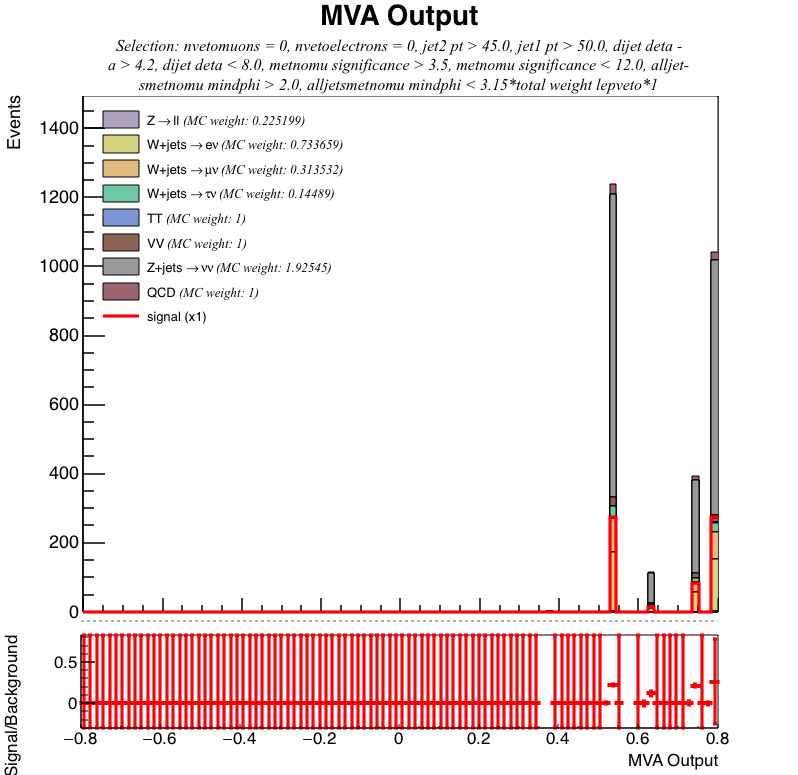 MVA Output
Selection: nvetomuons = 0, nvetoelectrons = 0, jet2 pt > 45.0, jet1 pt > 50.0, dijet deta -
a > 4.2, dijet deta < 8.0, metnomu significance > 3.5, metnomu significance < 12.0, alljet-
smetnomu mindphi > 2.0, alljetsmetnomu mindphi < 3.15*total weight lepveto*1
Events
1400
1200
1000
800
600
400
200
0
Z→ll (MC weight: 0.225199)
W+jets→eν (MC weight: 0.733659)
W+jets→μν (MC weight: 0.313532)
W+jets→τν (MC weight: 0.14489)
TT (MC weight: 1)
VV (MC weight: 1)
Z+jets→νν (MC weight: 1.92545)
QCD (MC weight: 1)
signal (x1)
Signal/Background
0.5
0
−0.8 −0.6 −0.4 −0.2 0 0.2 0.4 0.6 0.8
MVA Output